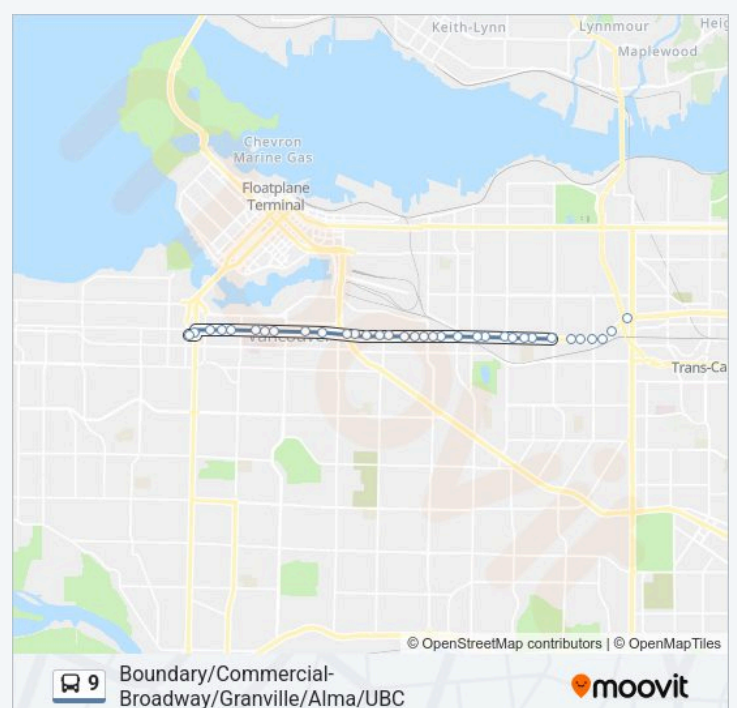 Keith-Lynn
Lynnmour
Heig
Maplewood
Chevron
Marine Gas
Floatplane
Terminal
Vancouver
Trans-Ca
© OpenStreetMap contributors | © OpenMapTiles
9
Boundary/Commercial-
Broadway/Granville/Alma/UBC
moovit